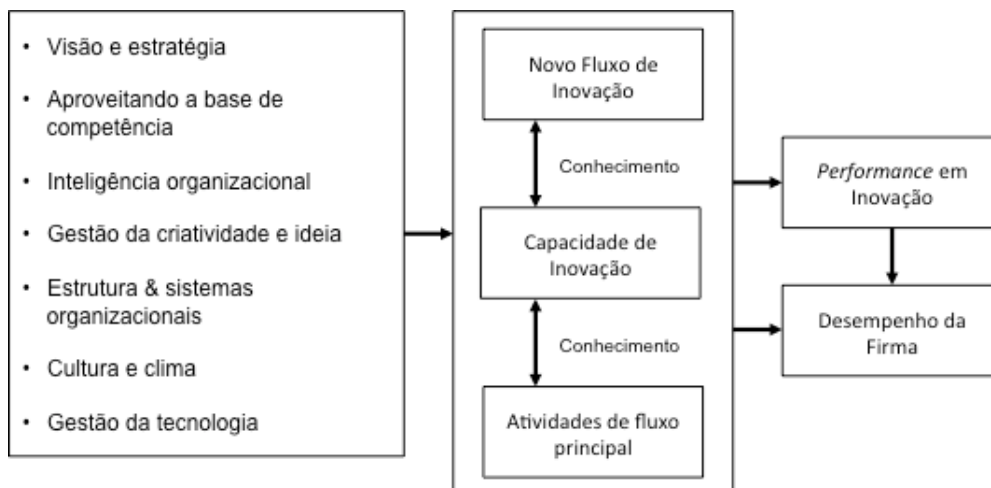 • Visão e estratégia
• Aproveitando a base de
competência
• Inteligência organizacional
• Gestão da criatividade e ideia
• Estrutura & sistemas
organizacionais
• Cultura e clima
• Gestão da tecnologia
Novo Fluxo de
Inovação
Conhecimento
Capacidade de
Inovação
Conhecimento
Atividades de fluxo
principal
Performance em
Inovação
Desempenho da
Firma